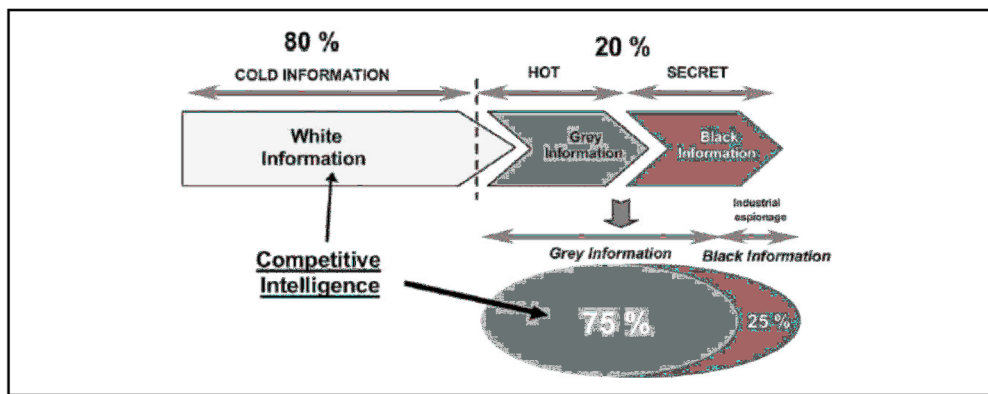 80 %
20 %
COLD INFORMATION
HOT
SECRET
White
Information
Grey
Information
Black
Information
Industrial
espionage
Grey Information
Black Information
Competitive
Intelligence
75 %
25 %